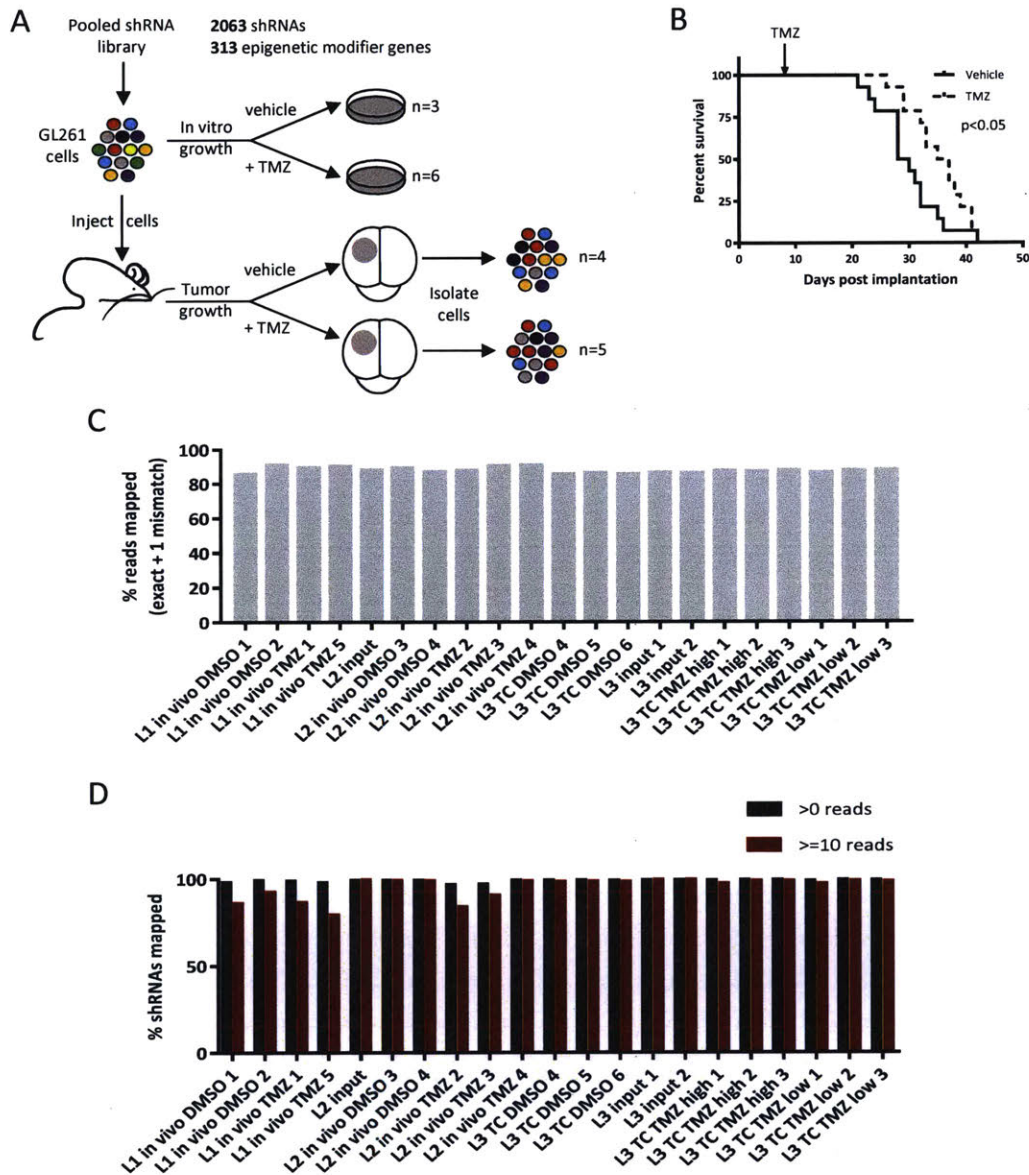 A
Pooled shRNA
library
2063 shRNAs
313 epigenetic modifier genes
GL261
cells
In vitro
growth
vehicle
+ TMZ
n=3
n=6
Inject cells
Tumor
growth
vehicle
+ TMZ
Isolate
cells
n=4
n=5
B
TMZ
Vehicle
TMZ
p<0.05
Percent survival
100
75
50
25
0
0 10 20 30 40 50
Days post implantation
C
% reads mapped
(exact + 1 mismatch)
100
80
60
40
20
0
L1 in vivo DMSO 1
L1 in vivo DMSO 2
L1 in vivo TMZ 1
L1 in vivo TMZ 5
L2 input
L2 in vivo DMSO 3
L2 in vivo DMSO 4
L2 in vivo TMZ 2
L2 in vivo TMZ 3
L2 in vivo TMZ 4
L3 TC DMSO 4
L3 TC DMSO 5
L3 TC DMSO 6
L3 input 1
L3 input 2
L3 TC TMZ high 1
L3 TC TMZ high 2
L3 TC TMZ high 3
L3 TC TMZ low 1
L3 TC TMZ low 2
L3 TC TMZ low 3
D
>0 reads
>=10 reads
% shRNAs mapped
100
50
0
L1 in vivo DMSO 1
L1 in vivo DMSO 2
L1 in vivo TMZ 1
L1 in vivo TMZ 5
L2 input
L2 in vivo DMSO 3
L2 in vivo DMSO 4
L2 in vivo TMZ 2
L2 in vivo TMZ 3
L2 in vivo TMZ 4
L3 TC DMSO 4
L3 TC DMSO 5
L3 TC DMSO 6
L3 input 1
L3 input 2
L3 TC TMZ high 1
L3 TC TMZ high 2
L3 TC TMZ high 3
L3 TC TMZ low 1
L3 TC TMZ low 2
L3 TC TMZ low 3